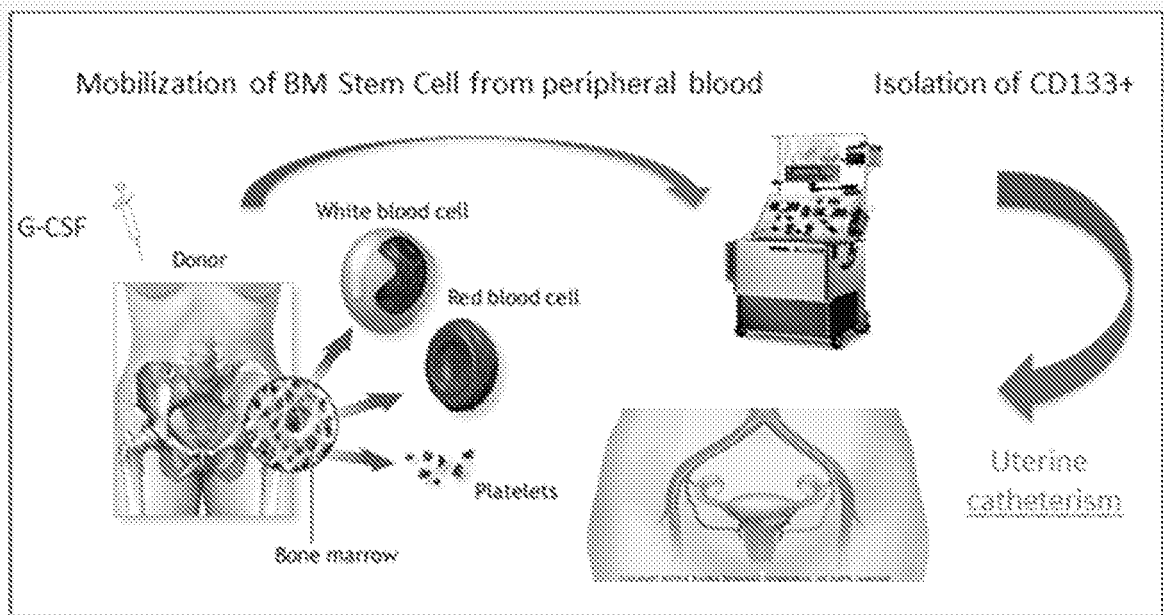 Mobilization of BM Stem Cell from peripheral blood
Isolation of CD133+
G-CSF
Donor
White blood cell
Red blood cell
Platelets
Bone marrow
Uterine
catheterism